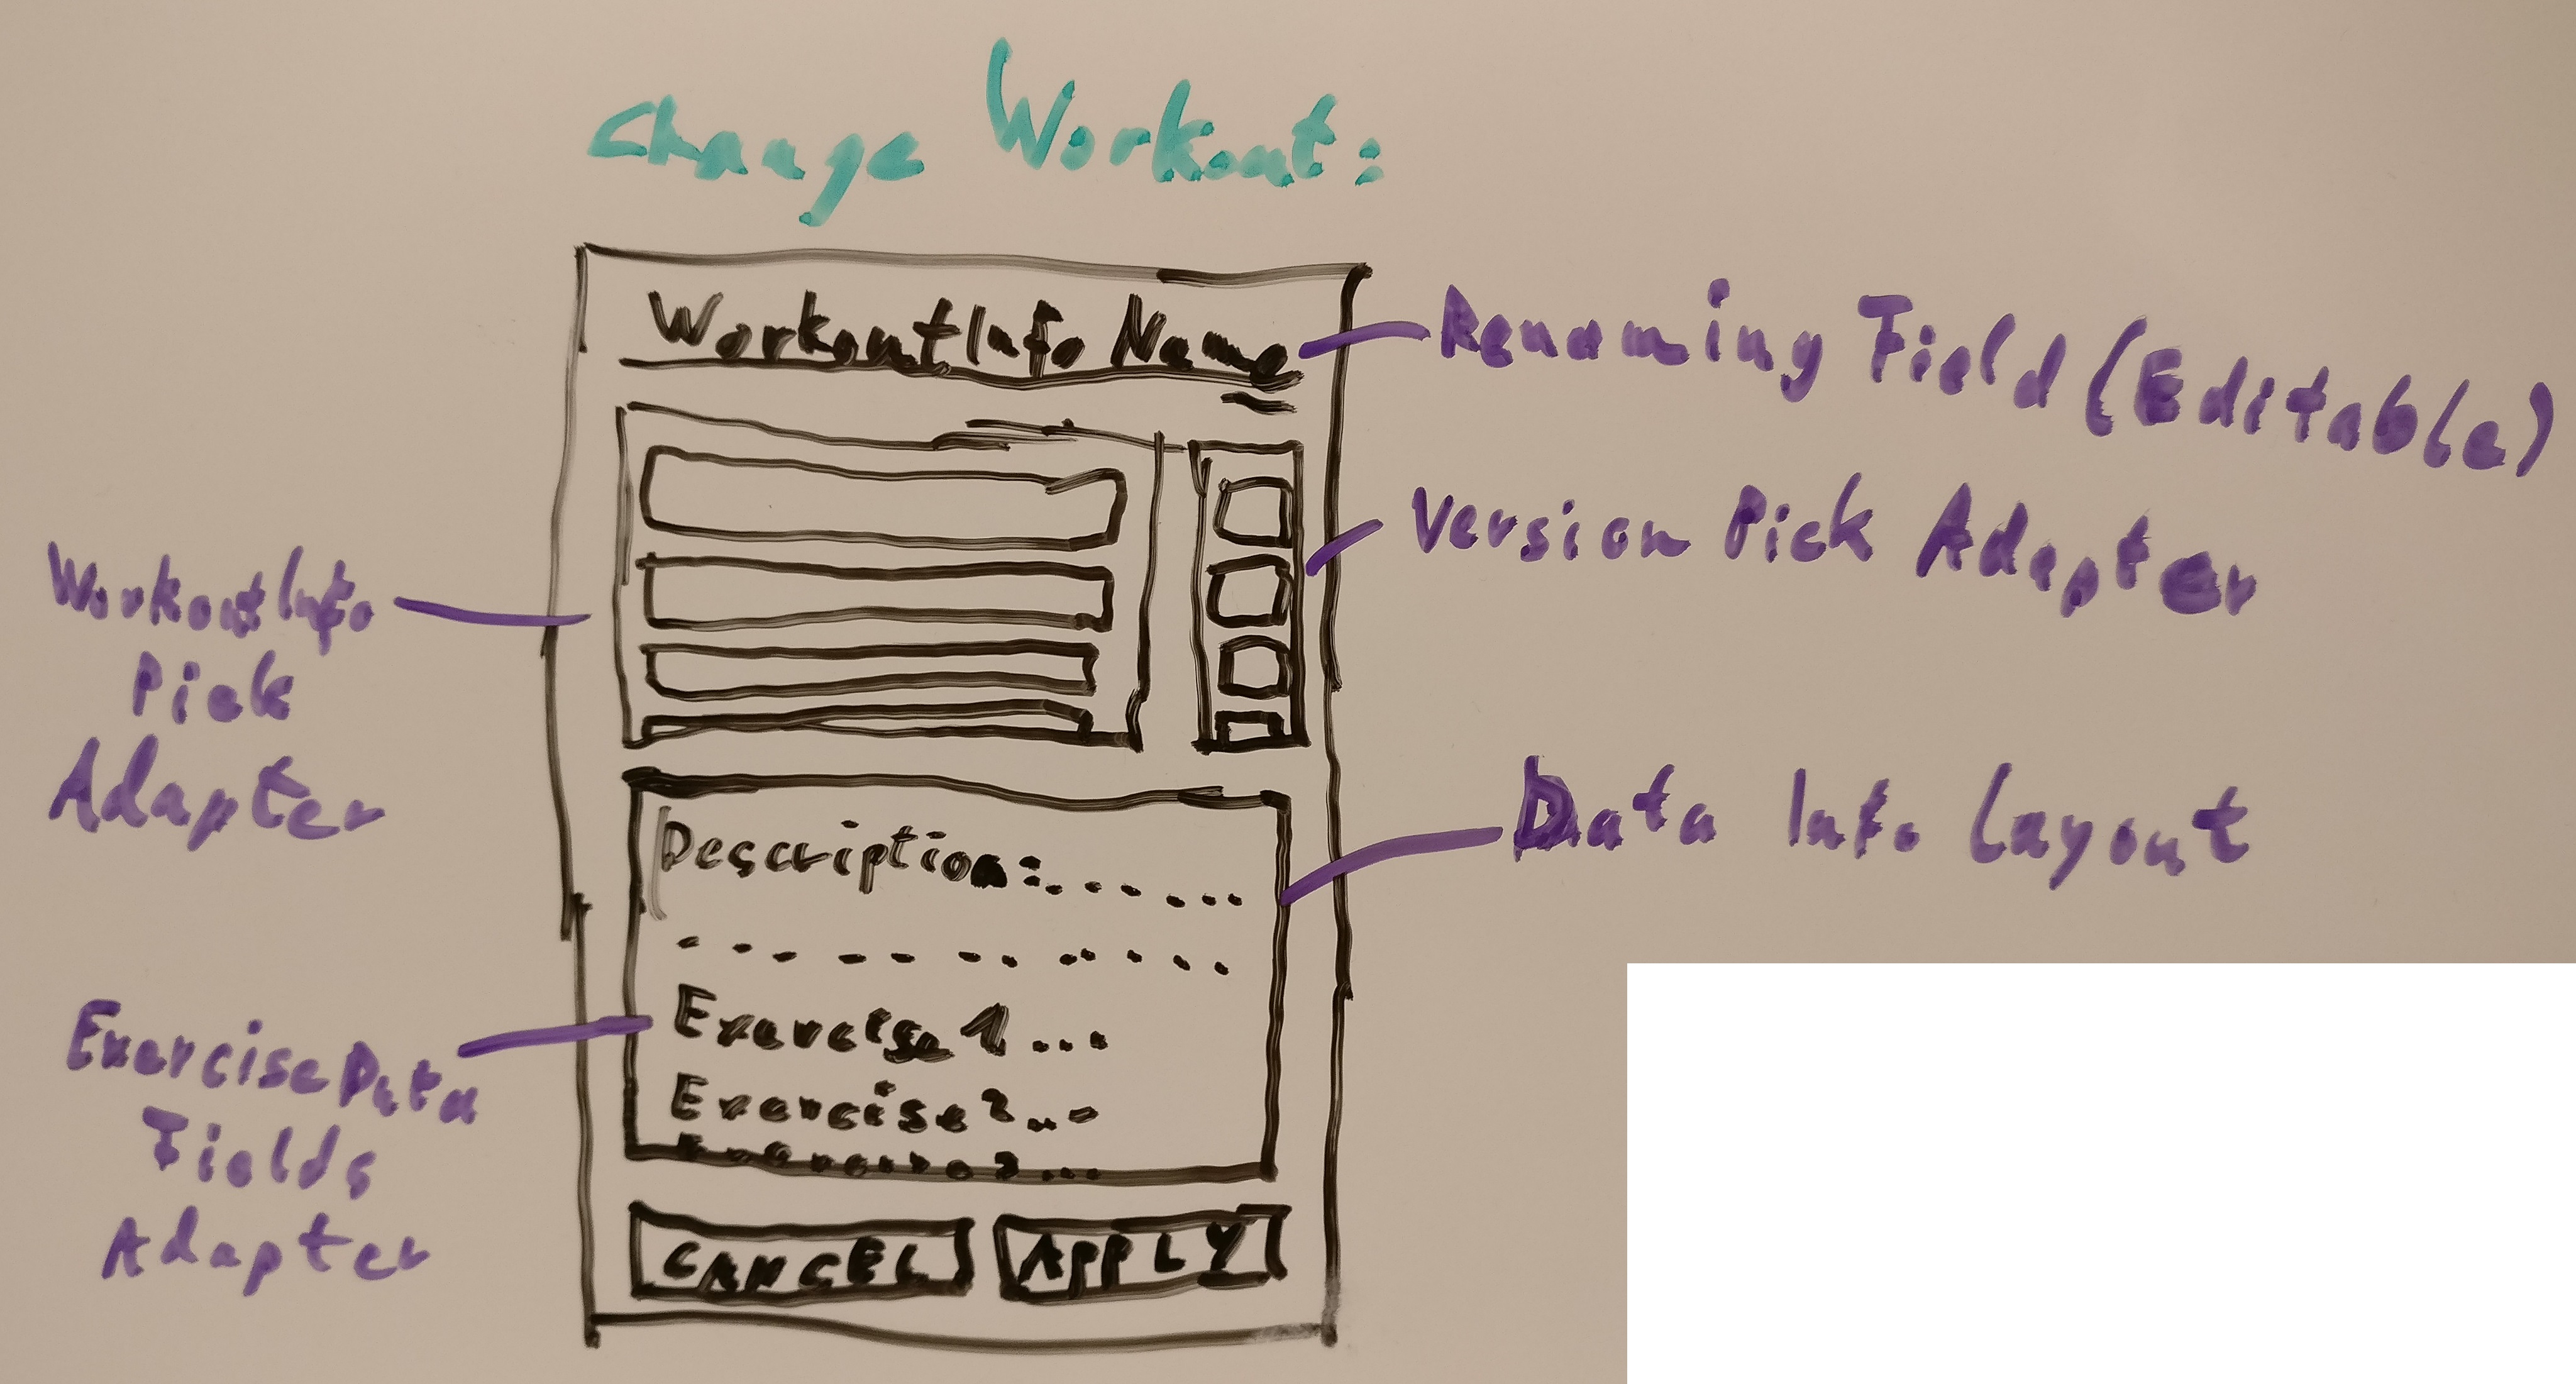 Change Workout:
WorkoutInfo Name
Renaming Field (Editable)
Version Pick Adapter
WorkoutInfo
Pick
Adapter
Data Info Layout
Description:. . . . . . .
. . . . . . . . . . . .
Exercise 1 ...
Exercise 2 ...
Exercise 3 ...
ExerciseData
Fields
Adapter
CANCEL
APPLY